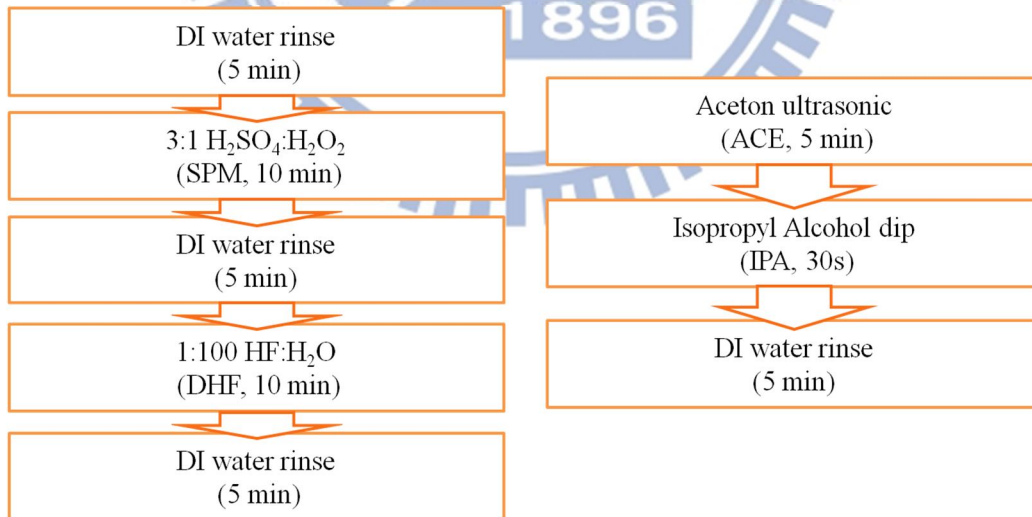 1896
DI water rinse
(5 min)
3:1 H₂SO₄:H₂O₂
(SPM, 10 min)
DI water rinse
(5 min)
1:100 HF:H₂O
(DHF, 10 min)
DI water rinse
(5 min)
Aceton ultrasonic
(ACE, 5 min)
Isopropyl Alcohol dip
(IPA, 30s)
DI water rinse
(5 min)